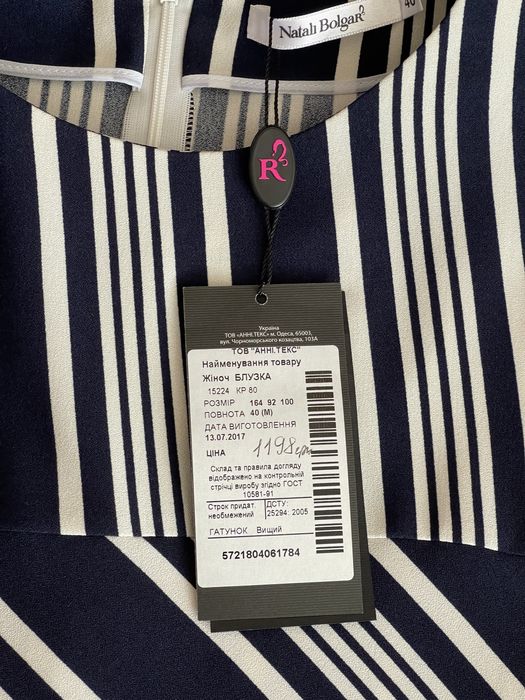 40
Natali Bolgar
R
Україна
ТОВ "АННІ.ТЕКС" м. Одеса, 65003,
вул. Чорноморського козацтва, 103А
ТОВ "АННІ.ТЕКС"
Найменування товару
Жіноч БЛУЗКА
15224 КР 80
РОЗМІР 164 92 100
ПОВНОТА 40 (M)
ДАТА ВИГОТОВЛЕННЯ
13.07.2017
ЦІНА 1198 грн
Склад та правила догляду
відображено на контрольній
стрічці виробу згідно ГОСТ
10581-91
Строк придат. необмежений
ДСТУ: 25294: 2005
ГАТУНОК Вищий
5721804061784